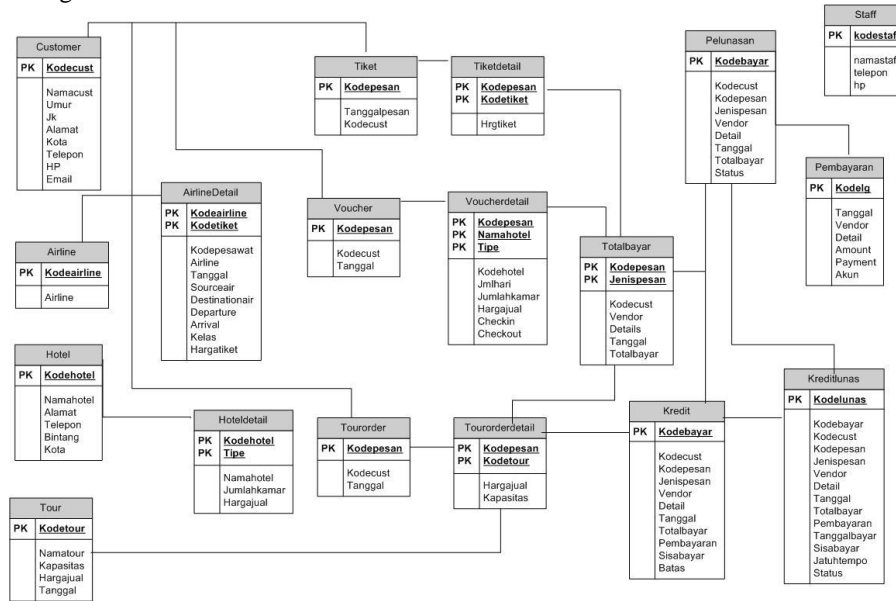 Customer
PK Kodecust
Namacust
Umur
Jk
Alamat
Kota
Telepon
HP
Email
Tiket
PK Kodepesan
Tanggalpesan
Kodecust
Tiketdetail
PK Kodepesan
PK Kodetiket
Hrgtiket
Pelunasan
PK Kodebayar
Kodecust
Kodepesan
Jenispesan
Vendor
Detail
Tanggal
Totalbayar
Status
Staff
PK kodestaf
namastaf
telepon
hp
AirlineDetail
PK Kodeairline
PK Kodetiket
Kodepesawat
Airline
Tanggal
Sourceair
Destinationair
Departure
Arrival
Kelas
Hargatiket
Voucher
PK Kodepesan
Kodecust
Tanggal
Voucherdetail
PK Kodepesan
PK Namahotel
PK Tipe
Kodehotel
Jmlhari
Jumlahkamar
Hargajual
Checkin
Checkout
Pembayaran
PK Kodelg
Tanggal
Vendor
Detail
Amount
Payment
Akun
Airline
PK Kodeairline
Airline
Totalbayar
PK Kodepesan
PK Jenispesan
Kodecust
Vendor
Details
Tanggal
Totalbayar
Hotel
PK Kodehotel
Namahotel
Alamat
Telepon
Bintang
Kota
Hoteldetail
PK Kodehotel
PK Tipe
Namahotel
Jumlahkamar
Hargajual
Tourorder
PK Kodepesan
Kodecust
Tanggal
Tourorderdetail
PK Kodepesan
PK Kodetour
Hargajual
Kapasitas
Kredit
PK Kodebayar
Kodecust
Kodepesan
Jenispesan
Vendor
Detail
Tanggal
Totalbayar
Pembayaran
Sisabayar
Batas
Kreditlunas
PK Kodelunas
Kodebayar
Kodecust
Kodepesan
Jenispesan
Vendor
Detail
Tanggal
Totalbayar
Pembayaran
Tanggalbayar
Sisabayar
Jatuhtempo
Status
Tour
PK Kodetour
Namatour
Kapasitas
Hargajual
Tanggal